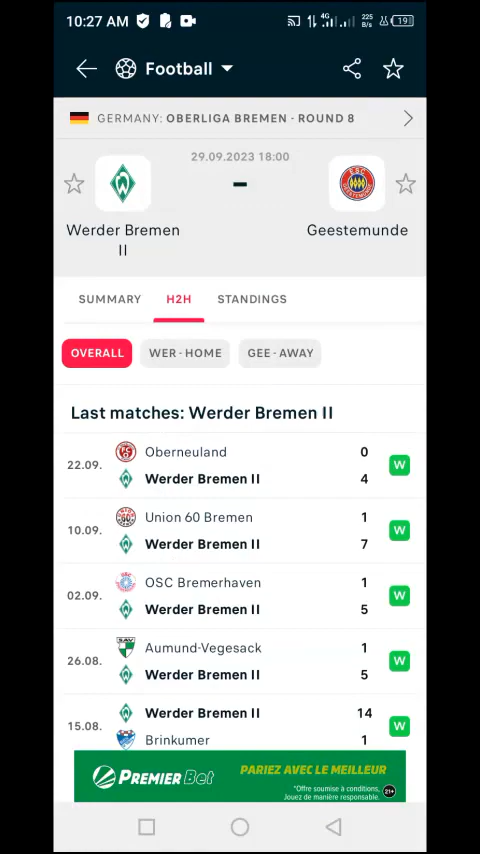 10:27 AM
4G
225 B/s
19
Football
GERMANY: OBERLIGA BREMEN - ROUND 8
29.09.2023 18:00
-
Werder Bremen II
Geestemunde
SUMMARY H2H STANDINGS
OVERALL WER - HOME GEE - AWAY
Last matches: Werder Bremen II
22.09. Oberneuland 0
Werder Bremen II 4
W
10.09. Union 60 Bremen 1
Werder Bremen II 7
W
02.09. OSC Bremerhaven 1
Werder Bremen II 5
W
26.08. Aumund-Vegesack 1
Werder Bremen II 5
W
15.08. Werder Bremen II 14
Brinkumer 1
W
PREMIER Bet
PARIEZ AVEC LE MEILLEUR
*Offre soumise à conditions.
Jouez de manière responsable.
21+